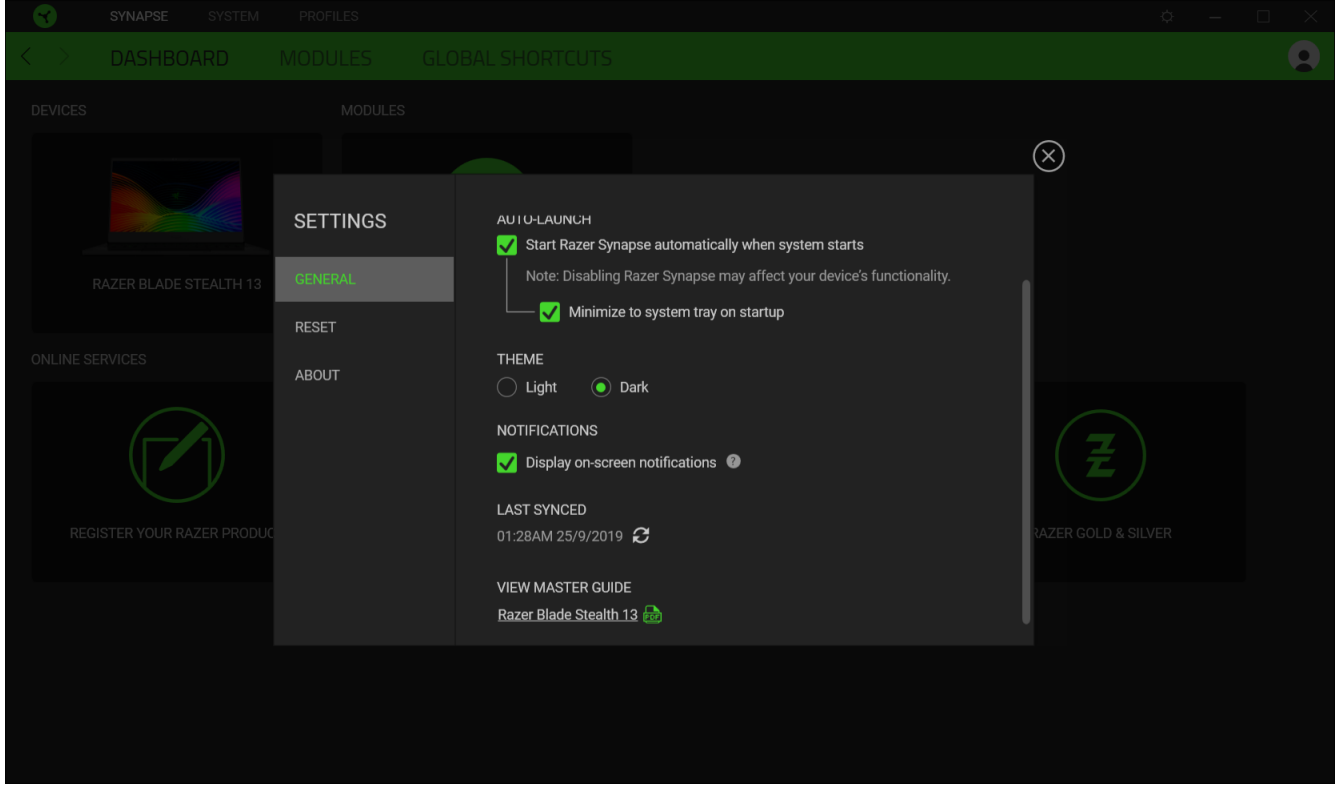 SYNAPSE SYSTEM PROFILES
DASHBOARD MODULES GLOBAL SHORTCUTS
DEVICES MODULES
RAZER BLADE STEALTH 13
ONLINE SERVICES
REGISTER YOUR RAZER PRODUC
RAZER GOLD & SILVER
SETTINGS
GENERAL
RESET
ABOUT
AUTO-LAUNCH
Start Razer Synapse automatically when system starts
Note: Disabling Razer Synapse may affect your device's functionality.
Minimize to system tray on startup
THEME
Light Dark
NOTIFICATIONS
Display on-screen notifications ?
LAST SYNCED
01:28AM 25/9/2019
VIEW MASTER GUIDE
Razer Blade Stealth 13 PDF